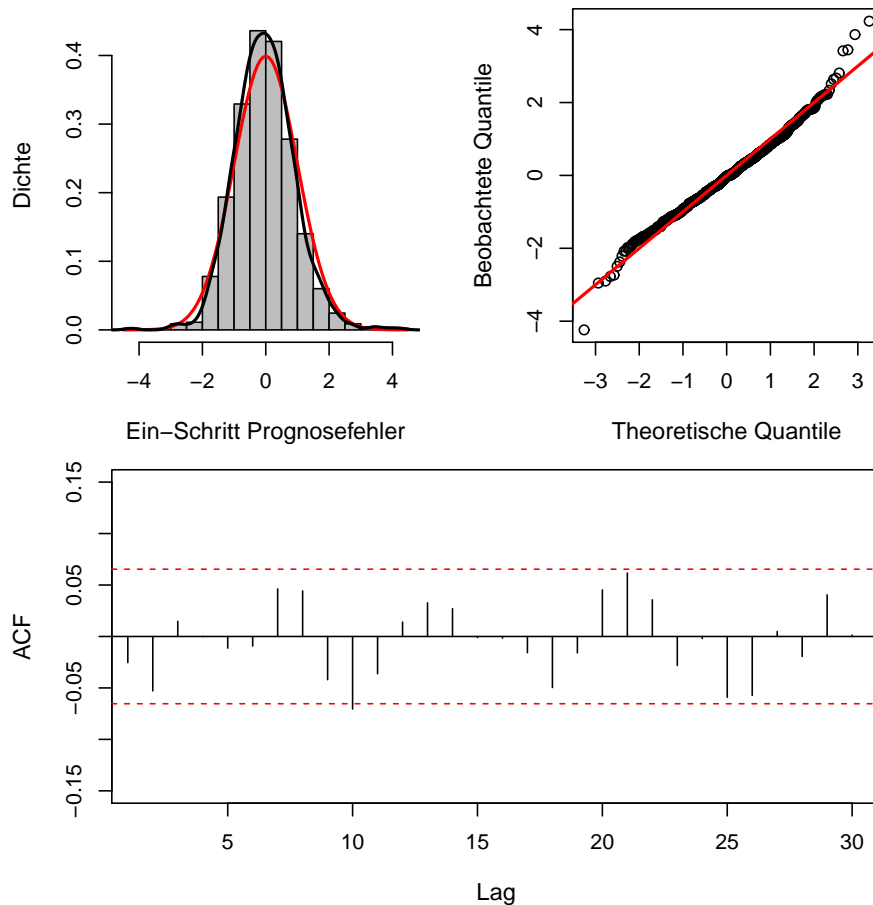 Dichte
0.0 0.1 0.2 0.3 0.4
−4 −2 0 2 4
Ein−Schritt Prognosefehler
Beobachtete Quantile
−4 −2 0 2 4
−3 −2 −1 0 1 2 3
Theoretische Quantile
ACF
−0.15 −0.05 0.05 0.15
5 10 15 20 25 30
Lag